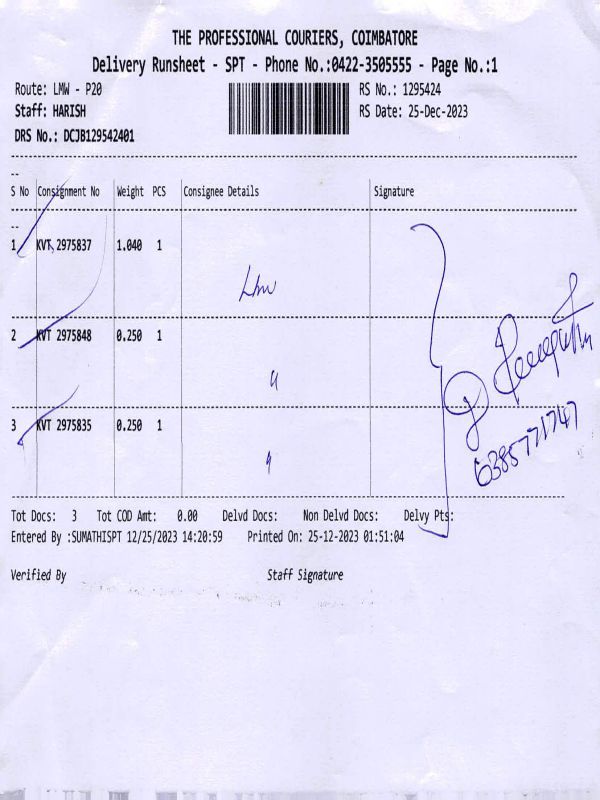 THE PROFESSIONAL COURIERS, COIMBATORE
Delivery Runsheet - SPT - Phone No.:0422-3505555 - Page No.:1
Route: LMW - P20 RS No.: 1295424
Staff: HARISH RS Date: 25-Dec-2023
DRS No.: DCJB129542401
S No Consignment No Weight PCS Consignee Details Signature
1 KVT 2975837 1.040 1
Lmw
2 KVT 2975848 0.250 1
"
3 KVT 2975835 0.250 1
"
6385771747
Tot Docs: 3 Tot COD Amt: 0.00 Delvd Docs: Non Delvd Docs: Delvy Pts:
Entered By :SUMATHISPT 12/25/2023 14:20:59 Printed On: 25-12-2023 01:51:04
Verified By Staff Signature